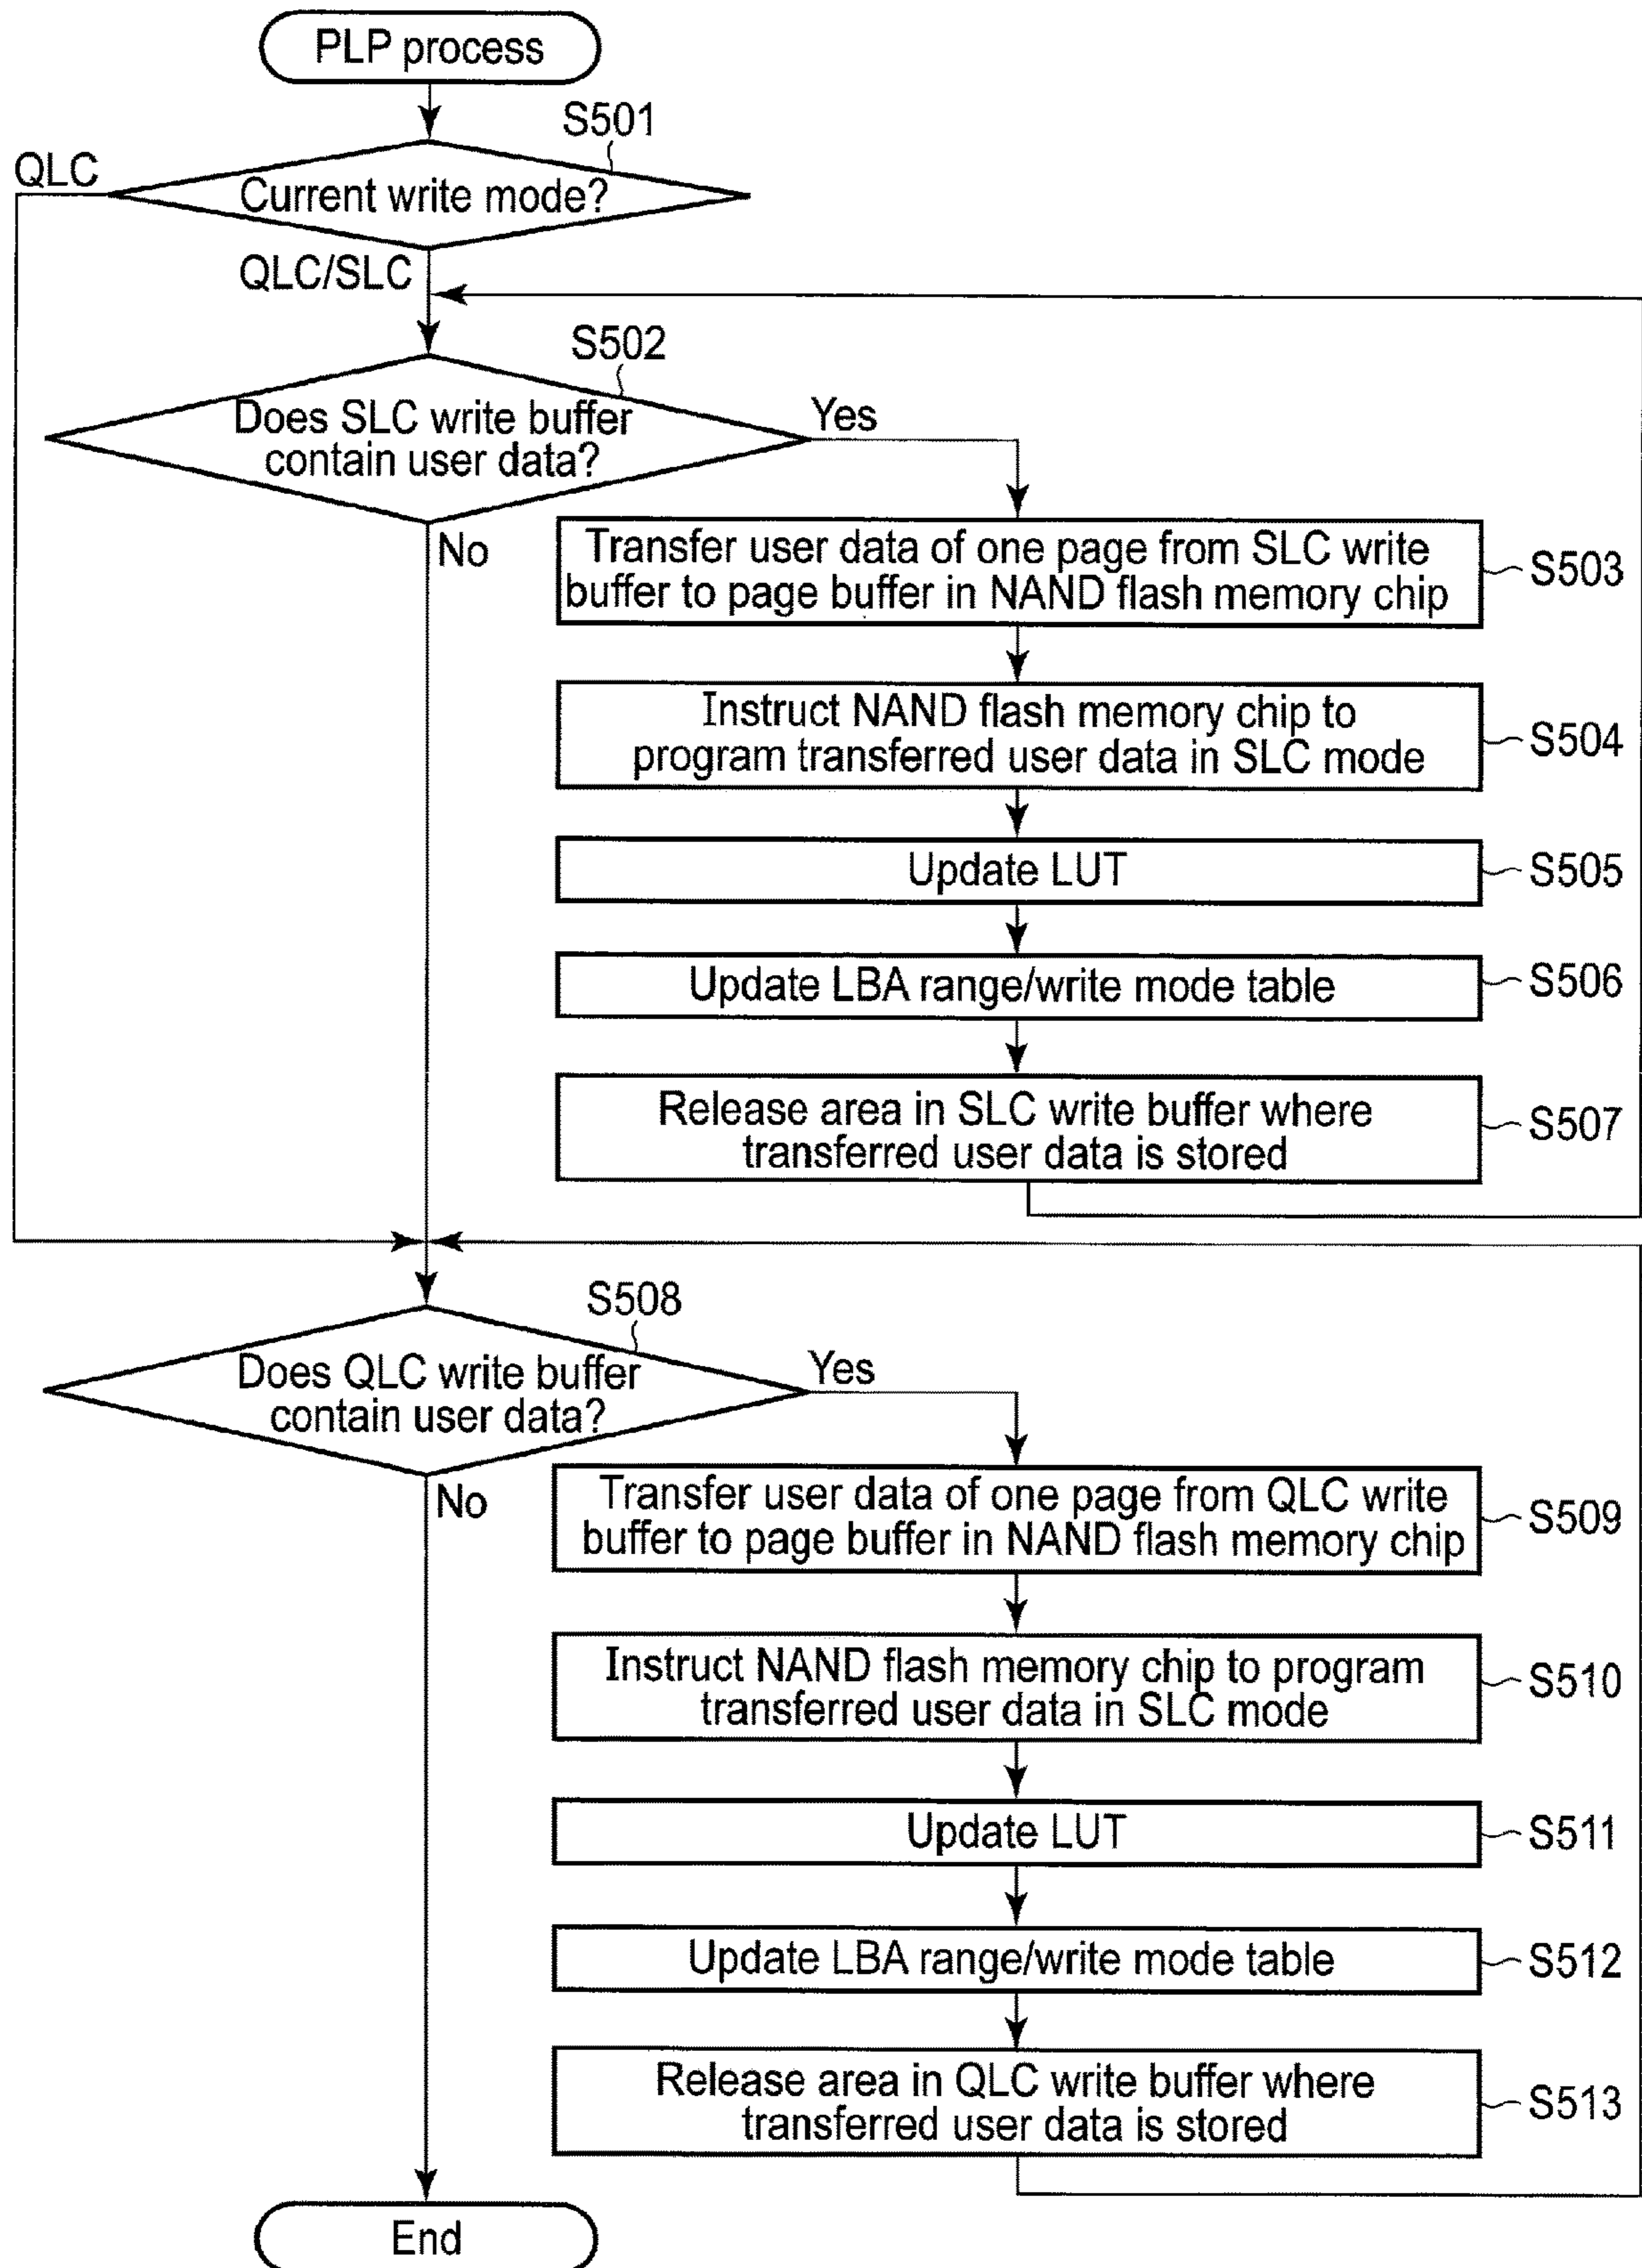 PLP process
S501
QLC
Current write mode?
QLC/SLC
S502
Does SLC write buffer
contain user data?
Yes
No
Transfer user data of one page from SLC write
buffer to page buffer in NAND flash memory chip
S503
Instruct NAND flash memory chip to
program transferred user data in SLC mode
S504
Update LUT
S505
Update LBA range/write mode table
S506
Release area in SLC write buffer where
transferred user data is stored
S507
S508
Does QLC write buffer
contain user data?
Yes
No
Transfer user data of one page from QLC write
buffer to page buffer in NAND flash memory chip
S509
Instruct NAND flash memory chip to program
transferred user data in SLC mode
S510
Update LUT
S511
Update LBA range/write mode table
S512
Release area in QLC write buffer where
transferred user data is stored
S513
End